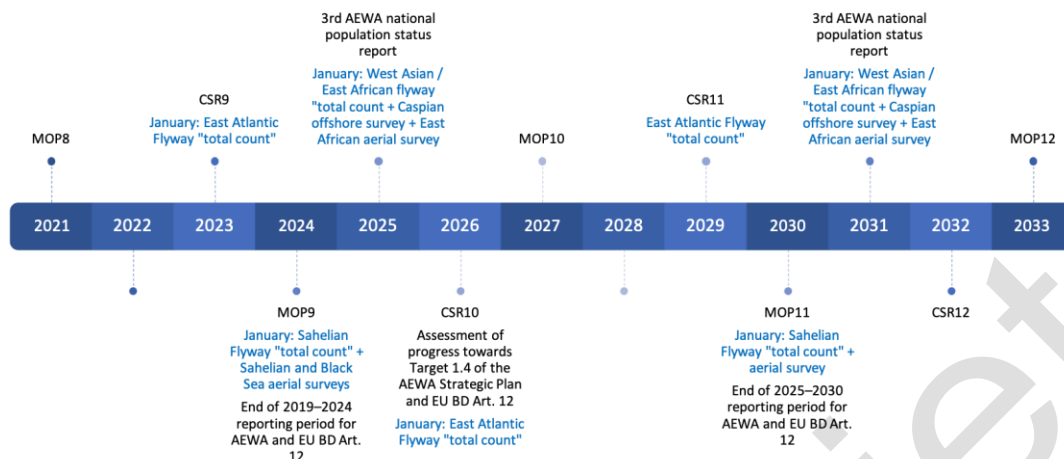 3rd AEWA national
population status
report
January: West Asian /
East African flyway
"total count + Caspian
offshore survey + East
African aerial survey
3rd AEWA national
population status
report
January: West Asian /
East African flyway
"total count + Caspian
offshore survey + East
African aerial survey
CSR9
January: East Atlantic
Flyway "total count"
CSR11
East Atlantic Flyway
"total count"
MOP8
MOP10
MOP12
2021
2022
2023
2024
2025
2026
2027
2028
2029
2030
2031
2032
2033
MOP9
January: Sahelian
Flyway "total count" +
Sahelian and Black
Sea aerial surveys
End of 2019–2024
reporting period for
AEWA and EU BD Art.
12
CSR10
Assessment of
progress towards
Target 1.4 of the
AEWA Strategic Plan
and EU BD Art. 12
January: East Atlantic
Flyway "total count"
MOP11
January: Sahelian
Flyway "total count" +
aerial survey
End of 2025–2030
reporting period for
AEWA and EU BD Art.
12
CSR12